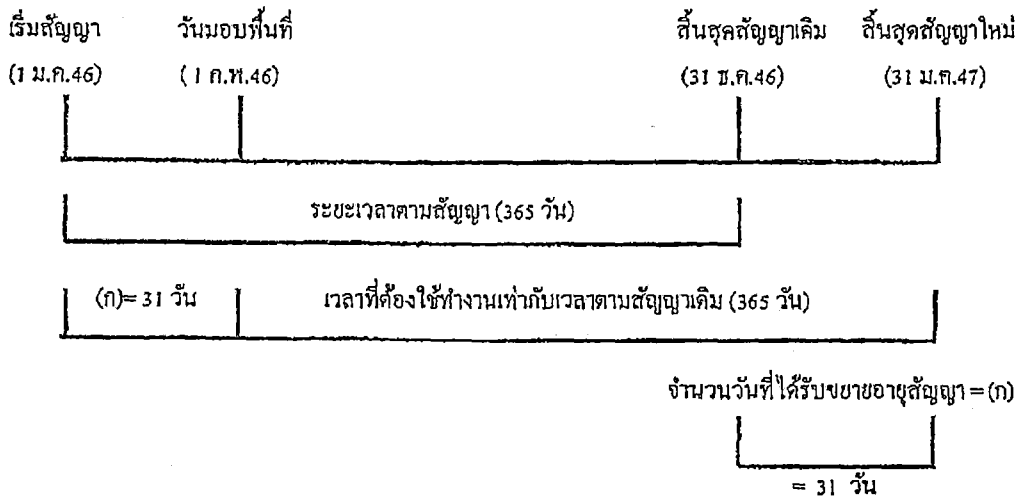 เริ่มสัญญา วันมอบพื้นที่ สิ้นสุดสัญญาเดิม สิ้นสุดสัญญาใหม่
(1 ม.ค.46) (1 ก.พ.46) (31 ธ.ค.46) (31 ม.ค.47)
ระยะเวลาตามสัญญา (365 วัน)
(ก)= 31 วัน เวลาที่ต้องใช้ทำงานเท่ากับเวลาตามสัญญาเดิม (365 วัน)
จำนวนวันที่ได้รับขยายอายุสัญญา = (ก)
= 31 วัน